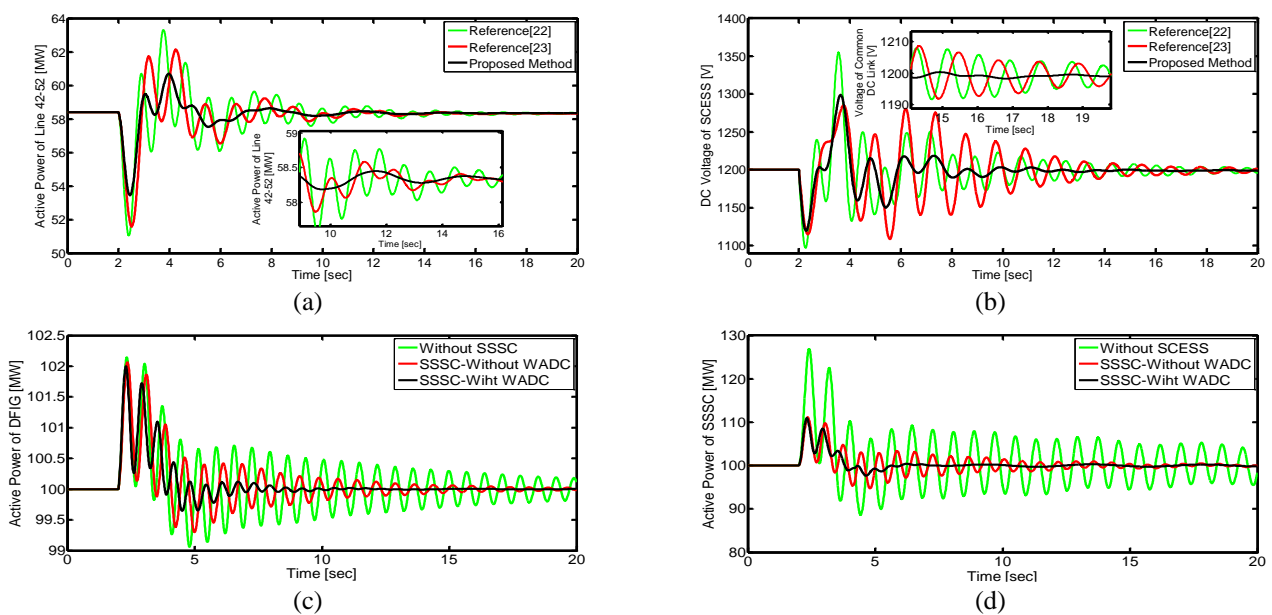 64
62
60
58
56
54
52
50
Active Power of Line 42-52 [MW]
Reference[22]
Reference[23]
Proposed Method
59
58.5
58
Active Power of Line
42-52 [MW]
10 12 14 16
Time [sec]
0 2 4 6 8 10 12 14 16 18 20
Time [sec]
(a)
1400
1350
1300
1250
1200
1150
1100
DC Voltage of SCESS [V]
Reference[22]
Reference[23]
Proposed Method
1210
1200
1190
Voltage of Common
DC Link [V]
15 16 17 18 19
Time [sec]
0 2 4 6 8 10 12 14 16 18 20
Time [sec]
(b)
102.5
102
101.5
101
100.5
100
99.5
99
Active Power of DFIG [MW]
Without SSSC
SSSC-Without WADC
SSSC-Wiht WADC
0 5 10 15 20
Time [sec]
(c)
130
120
110
100
90
80
Active Power of SSSC [MW]
Without SCESS
SSSC-Without WADC
SSSC-Wiht WADC
0 5 10 15 20
Time [sec]
(d)